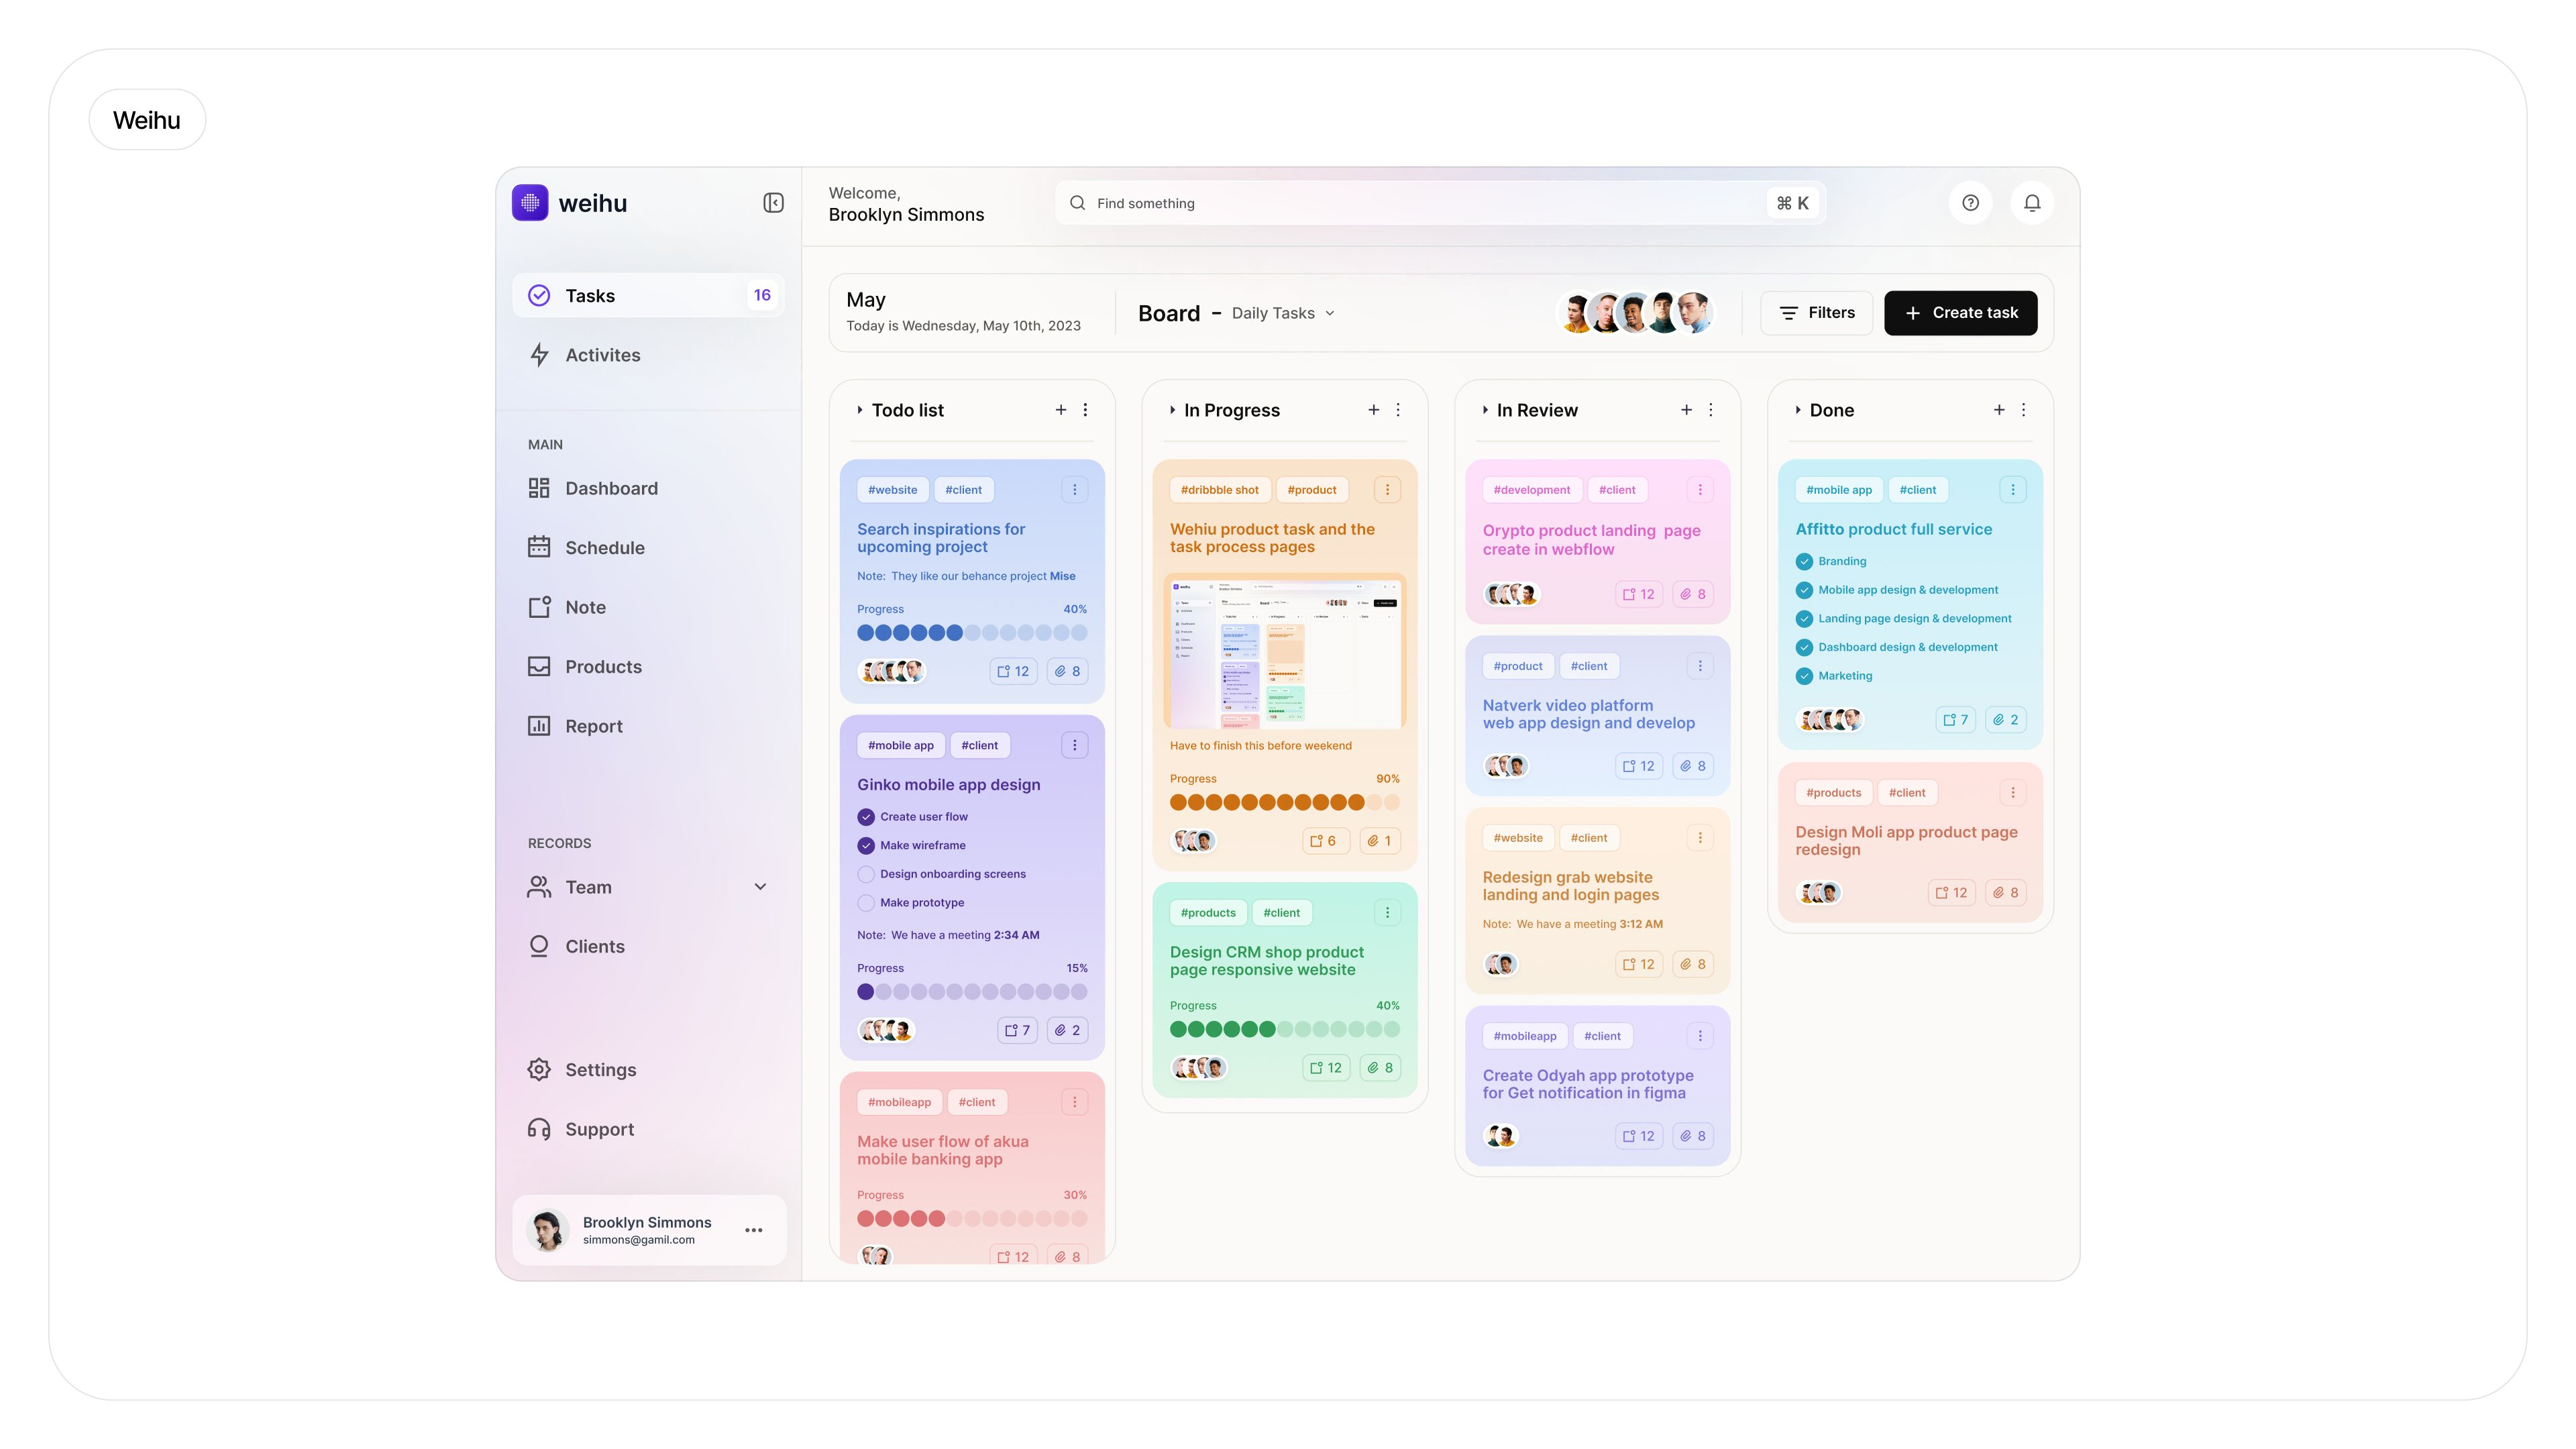 Weihu
weihu
Tasks
16
Activites
MAIN
Dashboard
Schedule
Note
Products
Report
RECORDS
Team
Clients
Settings
Support
Brooklyn Simmons
simmons@gamil.com
Welcome,
Brooklyn Simmons
Find something
⌘ K
May
Today is Wednesday, May 10th, 2023
Board - Daily Tasks
Filters
+ Create task
Todo list
#website #client
Search inspirations for
upcoming project
Note: They like our behance project Mise
Progress 40%
12 8
#mobile app #client
Ginko mobile app design
Create user flow
Make wireframe
Design onboarding screens
Make prototype
Note: We have a meeting 2:34 AM
Progress 15%
7 2
#mobileapp #client
Make user flow of akua
mobile banking app
Progress 30%
12 8
In Progress
#dribbble shot #product
Wehiu product task and the
task process pages
weihu
Have to finish this before weekend
Progress 90%
6 1
#products #client
Design CRM shop product
page responsive website
Progress 40%
12 8
In Review
#development #client
Orypto product landing page
create in webflow
12 8
#product #client
Natverk video platform
web app design and develop
12 8
#website #client
Redesign grab website
landing and login pages
Note: We have a meeting 3:12 AM
12 8
#mobileapp #client
Create Odyah app prototype
for Get notification in figma
12 8
Done
#mobile app #client
Affitto product full service
Branding
Mobile app design & development
Landing page design & development
Dashboard design & development
Marketing
7 2
#products #client
Design Moli app product page
redesign
12 8